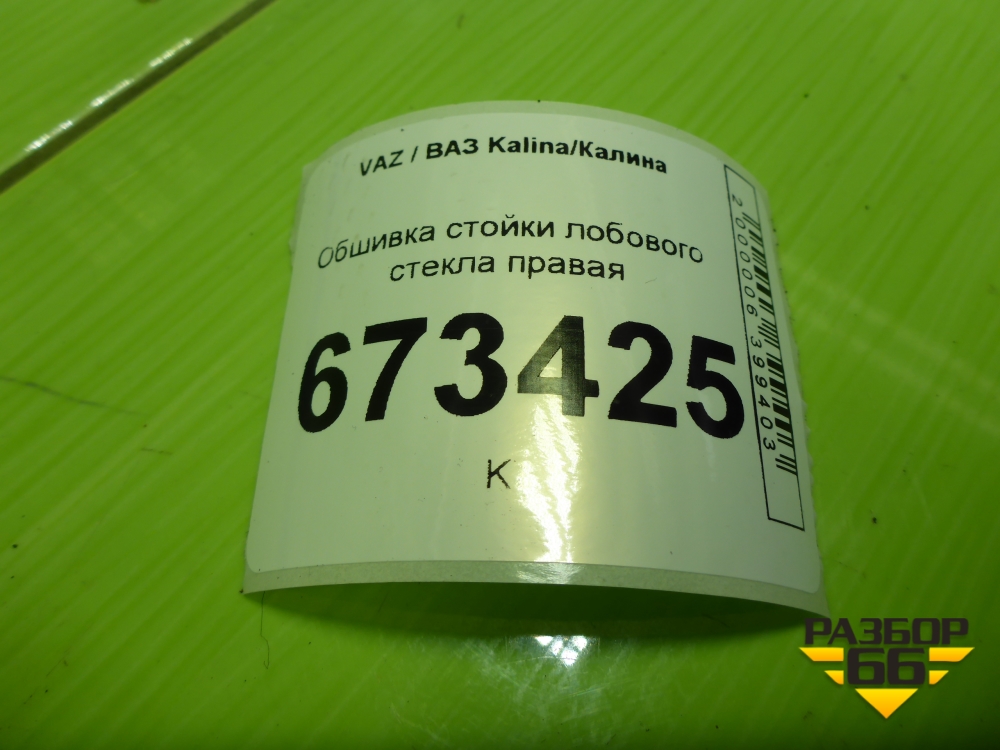 VAZ / ВАЗ Kalina/Калина
Обшивка стойки лобового
стекла правая
673425
К
2000006399403
РАЗБОР
66